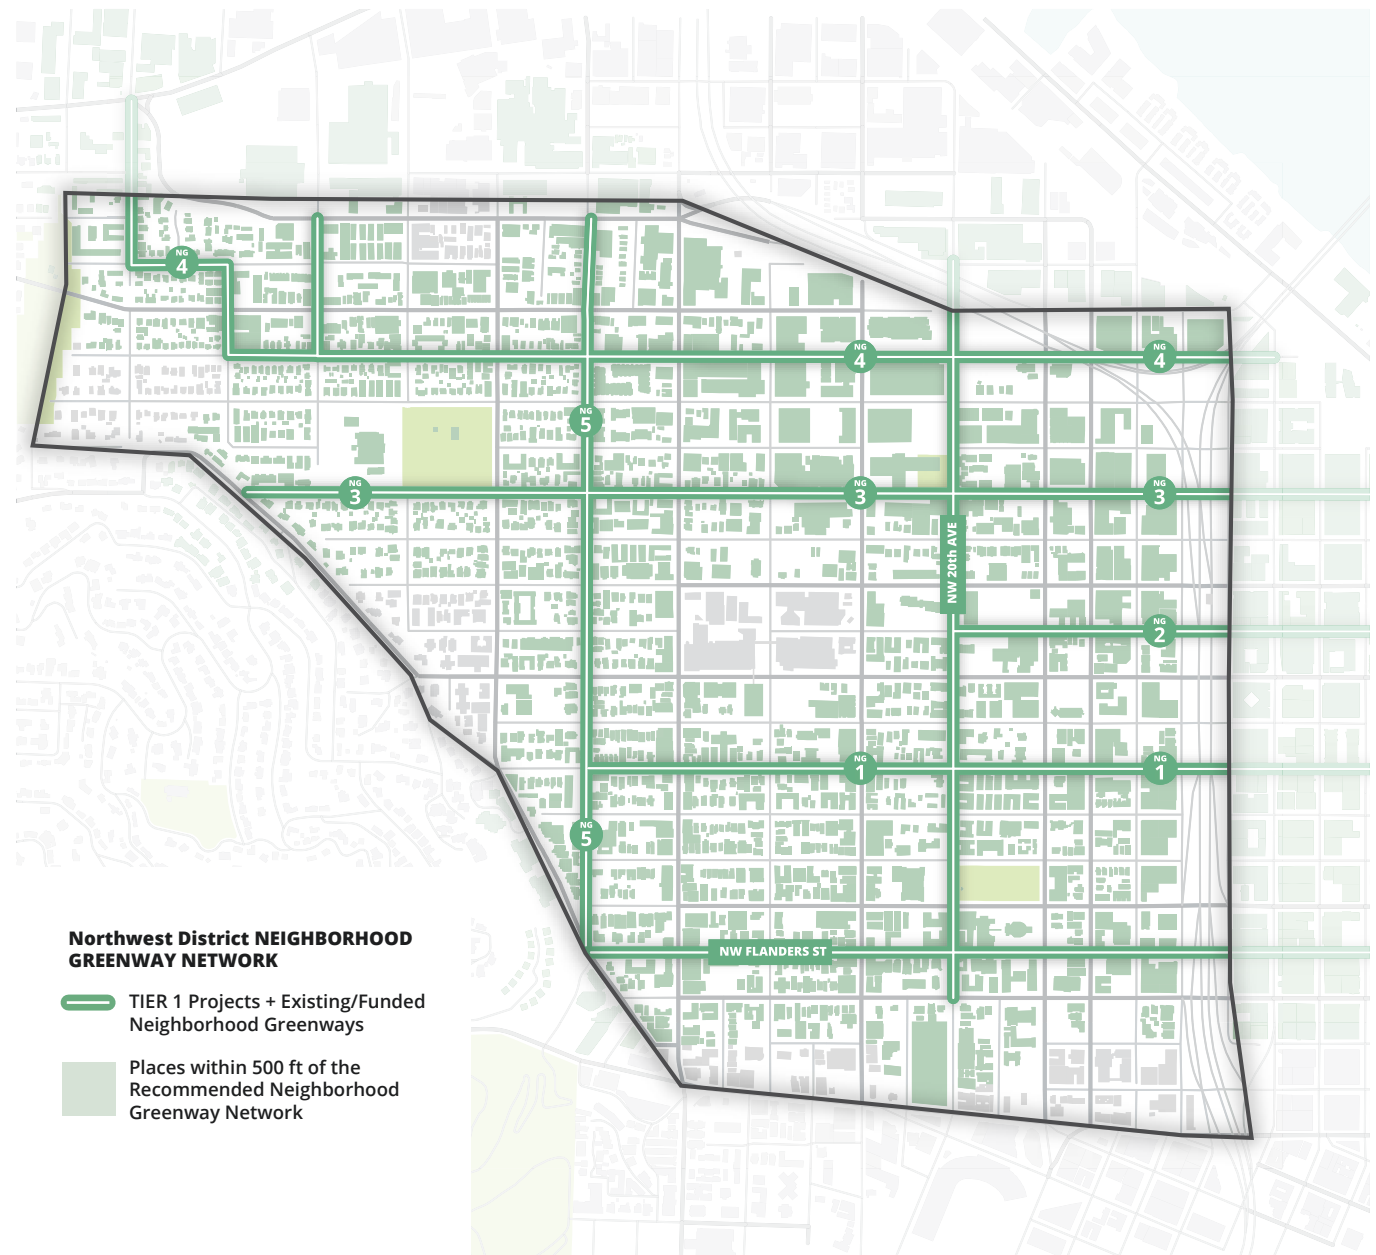 NG
4
NG
4
NG
4
NG
5
NG
3
NG
3
NG
3
NW 20th AVE
NG
2
NG
1
NG
1
NG
5
NW FLANDERS ST
Northwest District NEIGHBORHOOD
GREENWAY NETWORK
TIER 1 Projects + Existing/Funded
Neighborhood Greenways
Places within 500 ft of the
Recommended Neighborhood
Greenway Network